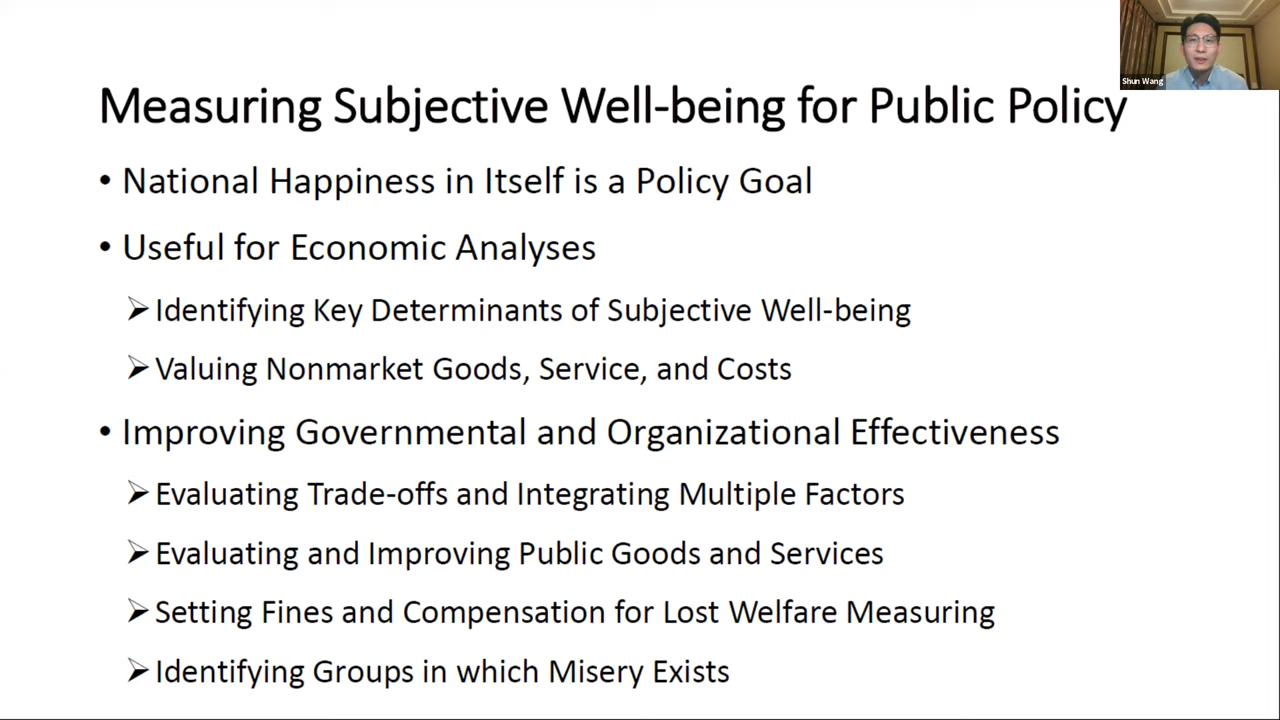 Shun Wang
Measuring Subjective Well-being for Public Policy
• National Happiness in Itself is a Policy Goal
• Useful for Economic Analyses
➢ Identifying Key Determinants of Subjective Well-being
➢ Valuing Nonmarket Goods, Service, and Costs
• Improving Governmental and Organizational Effectiveness
➢ Evaluating Trade-offs and Integrating Multiple Factors
➢ Evaluating and Improving Public Goods and Services
➢ Setting Fines and Compensation for Lost Welfare Measuring
➢ Identifying Groups in which Misery Exists